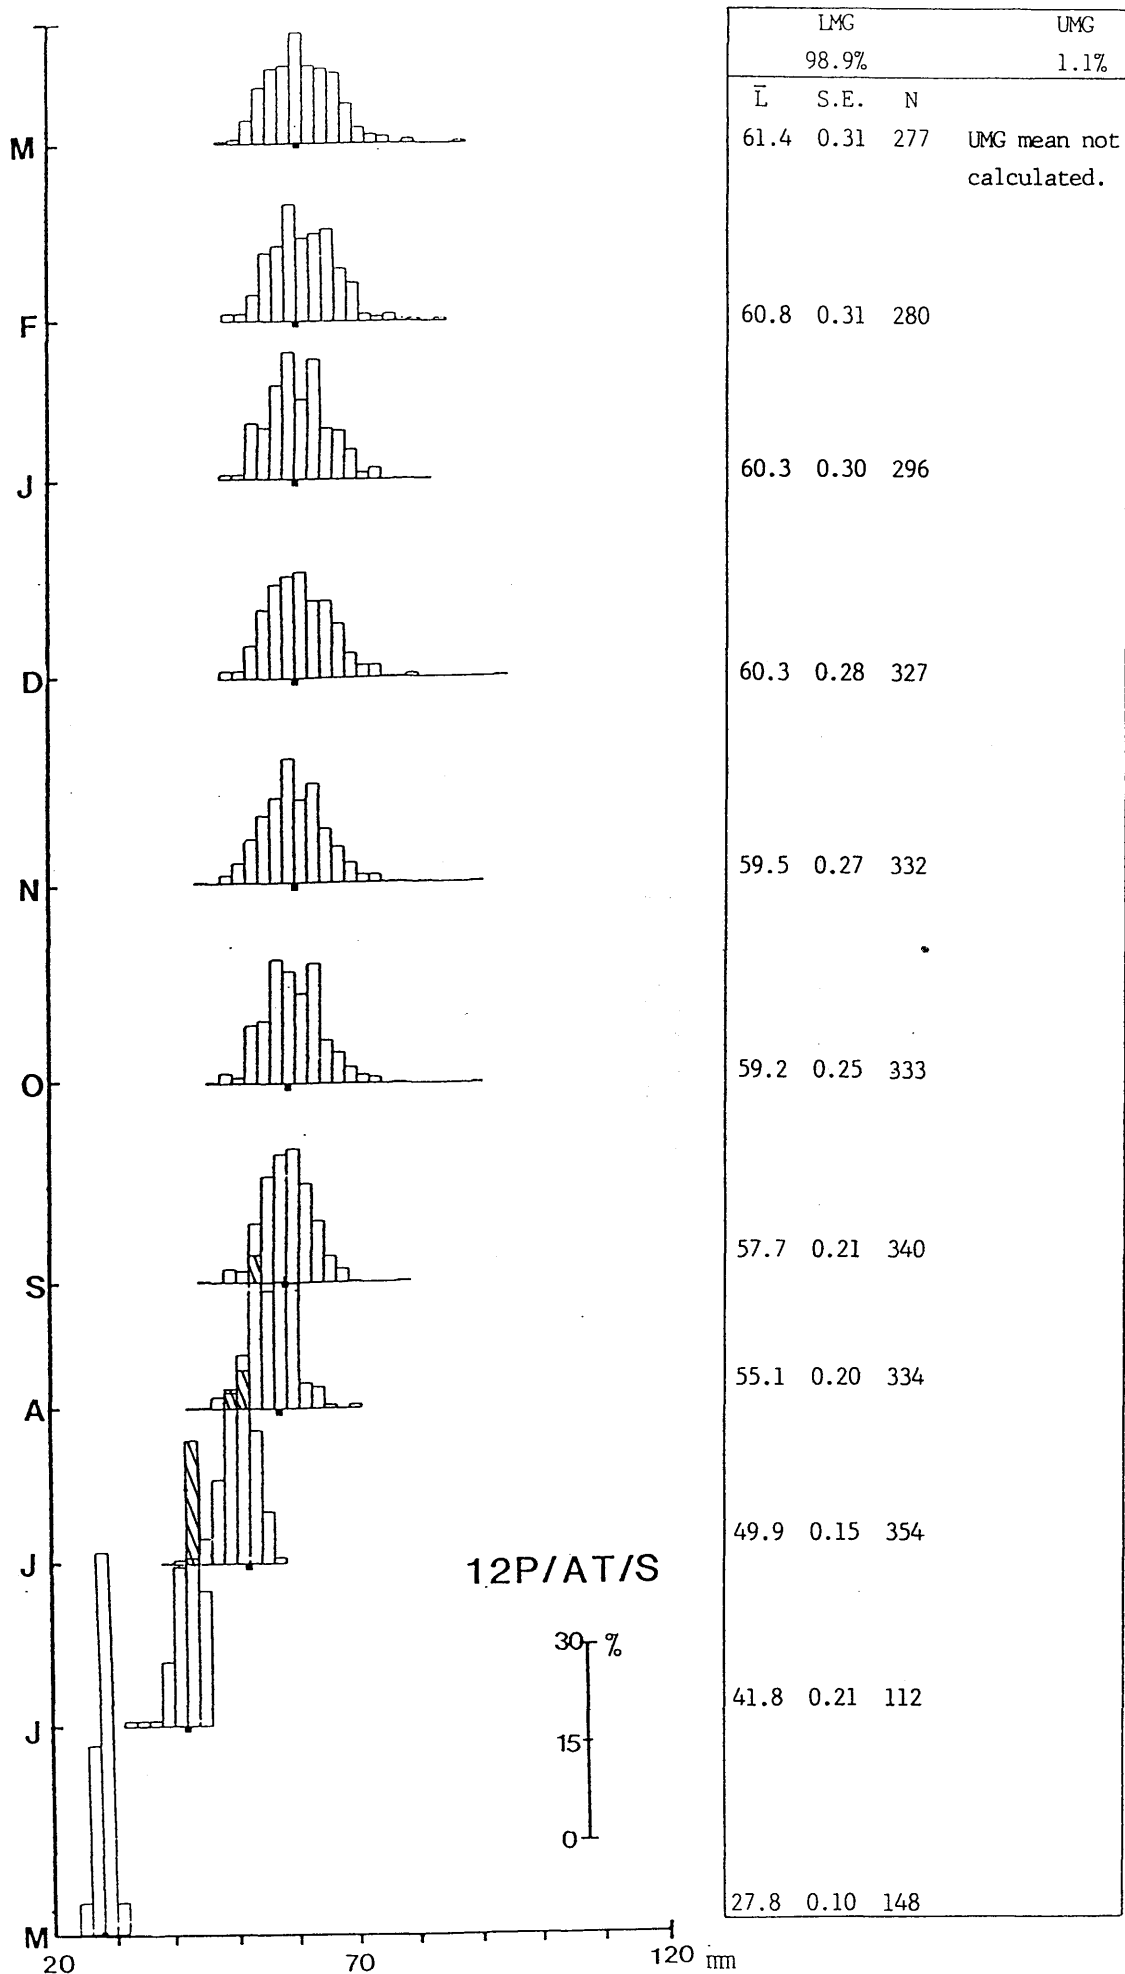 LMG UMG
98.9% 1.1%
L̄ S.E. N
M 61.4 0.31 277 UMG mean not
calculated.
F 60.8 0.31 280
J 60.3 0.30 296
D 60.3 0.28 327
N 59.5 0.27 332
O 59.2 0.25 333
S 57.7 0.21 340
A 55.1 0.20 334
J 49.9 0.15 354
12P/AT/S
30 %
J 41.8 0.21 112
15
0
27.8 0.10 148
M
20 70 120 mm